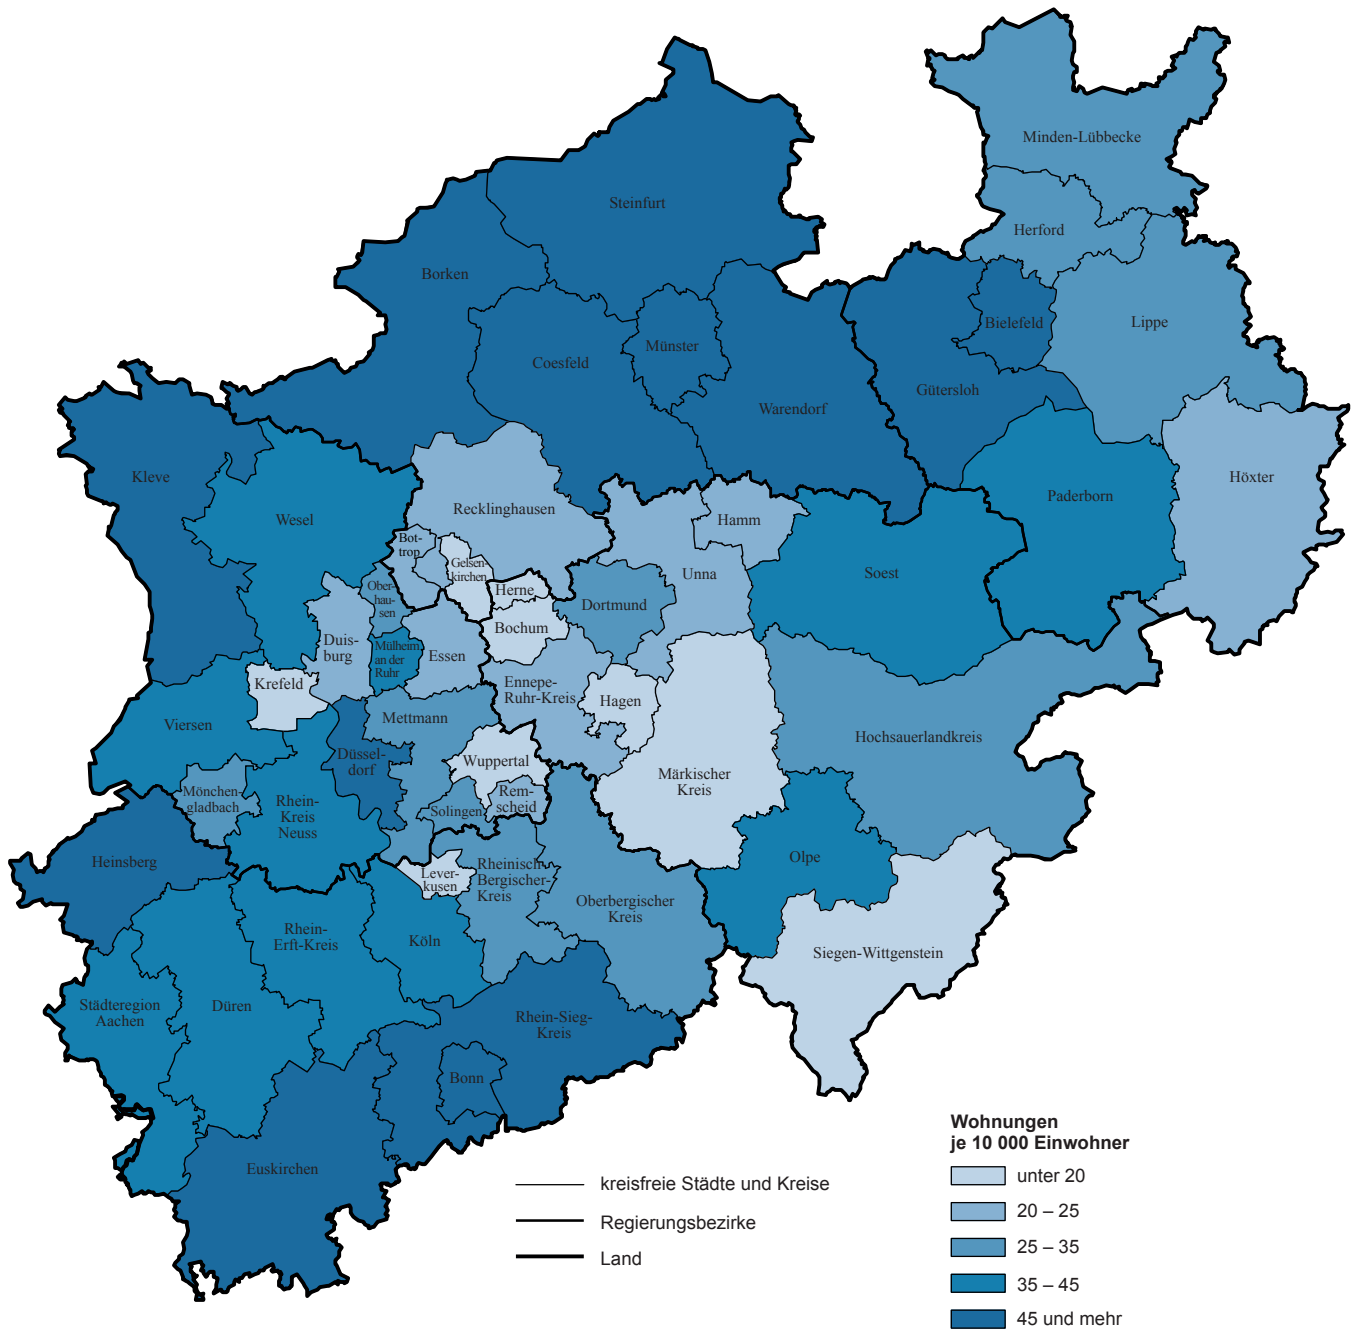 Minden-Lübbecke
Steinfurt
Herford
Borken
Lippe
Bielefeld
Münster
Coesfeld
Gütersloh
Warendorf
Kleve
Höxter
Paderborn
Recklinghausen
Wesel
Hamm
Bot-
trop
Gelsen-
kirchen
Unna
Soest
Ober-
hau-
sen
Herne
Dortmund
Bochum
Duis-
burg
Mülheim
an der
Ruhr
Essen
Krefeld
Ennepe-
Ruhr-Kreis
Hagen
Viersen
Mettmann
Hochsauerlandkreis
Düssel-
dorf
Wuppertal
Märkischer
Kreis
Mönchen-
gladbach
Rhein-
Kreis
Neuss
Rem-
scheid
Solingen
Heinsberg
Olpe
Lever-
kusen
Rheinisch-
Bergischer-
Kreis
Oberbergischer
Kreis
Rhein-
Erft-Kreis
Köln
Siegen-Wittgenstein
Städteregion
Aachen
Düren
Rhein-Sieg-
Kreis
Bonn
Euskirchen
kreisfreie Städte und Kreise
Regierungsbezirke
Land
Wohnungen
je 10 000 Einwohner
unter 20
20 – 25
25 – 35
35 – 45
45 und mehr